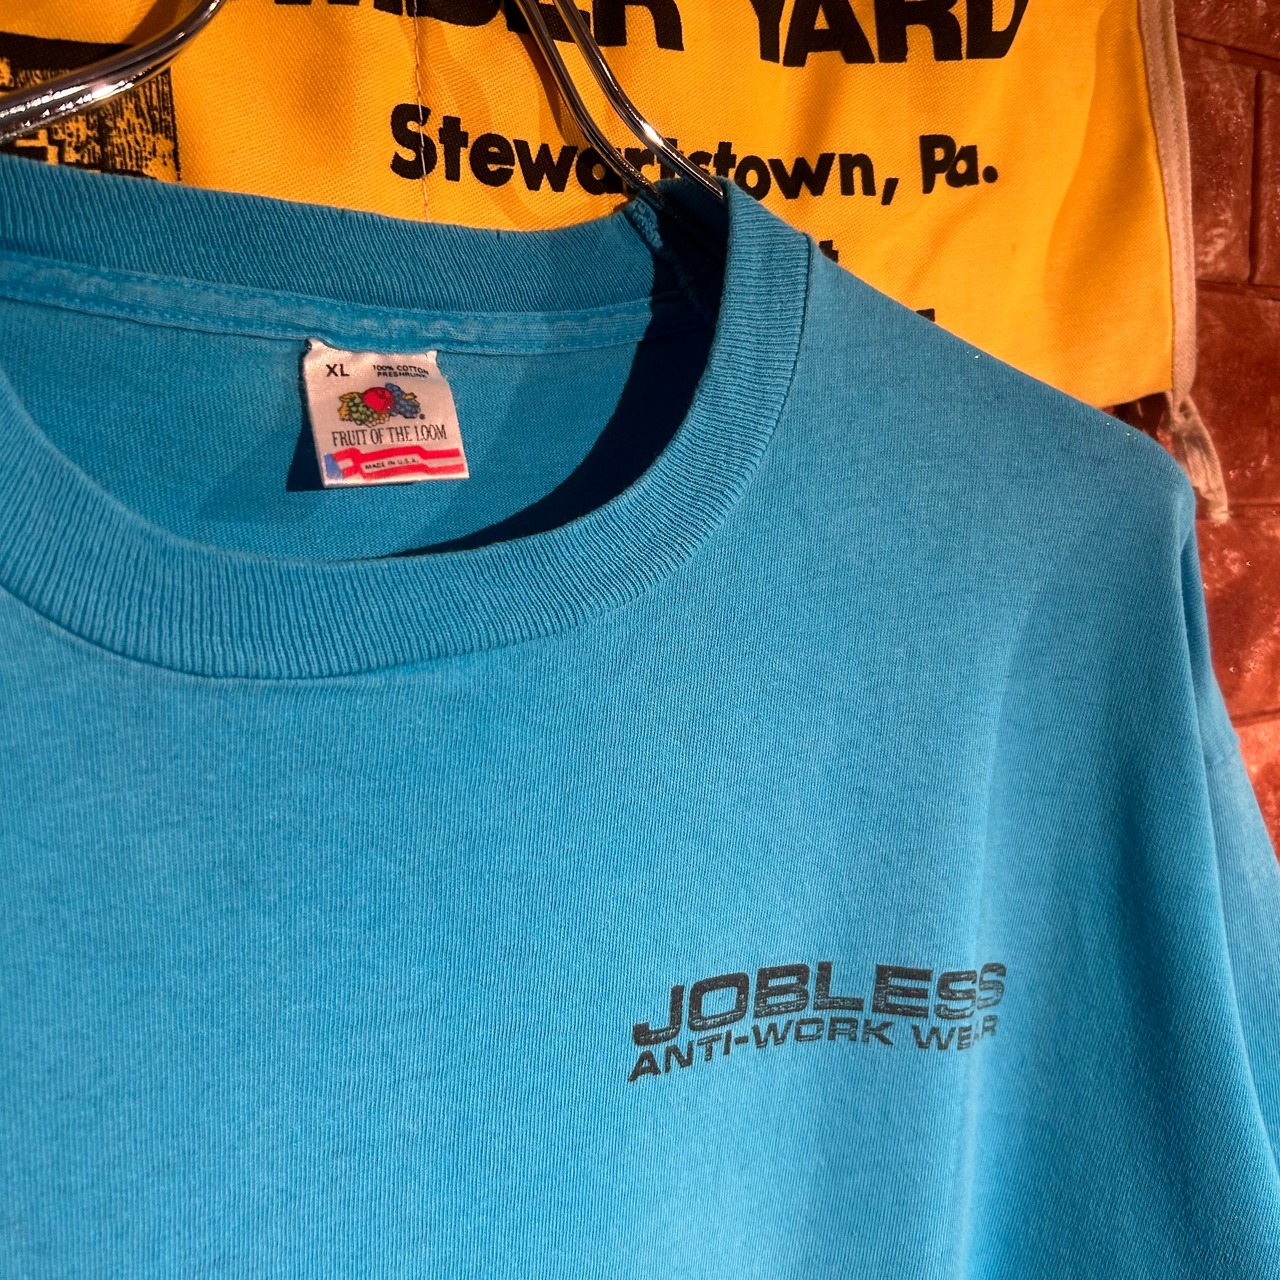 YARD
Stewartstown, Pa.
XL
100% COTTON
PRESHRUNK
FRUIT OF THE LOOM
MADE IN U.S.A.
JOBLESS
ANTI-WORK WEAR